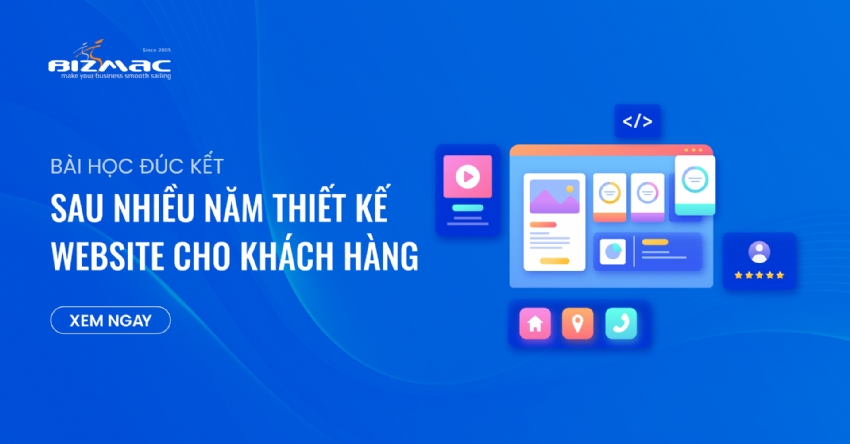 Since 2003
BIZMAC
make your business smooth sailing
</>
BÀI HỌC ĐÚC KẾT
SAU NHIỀU NĂM THIẾT KẾ
WEBSITE CHO KHÁCH HÀNG
XEM NGAY